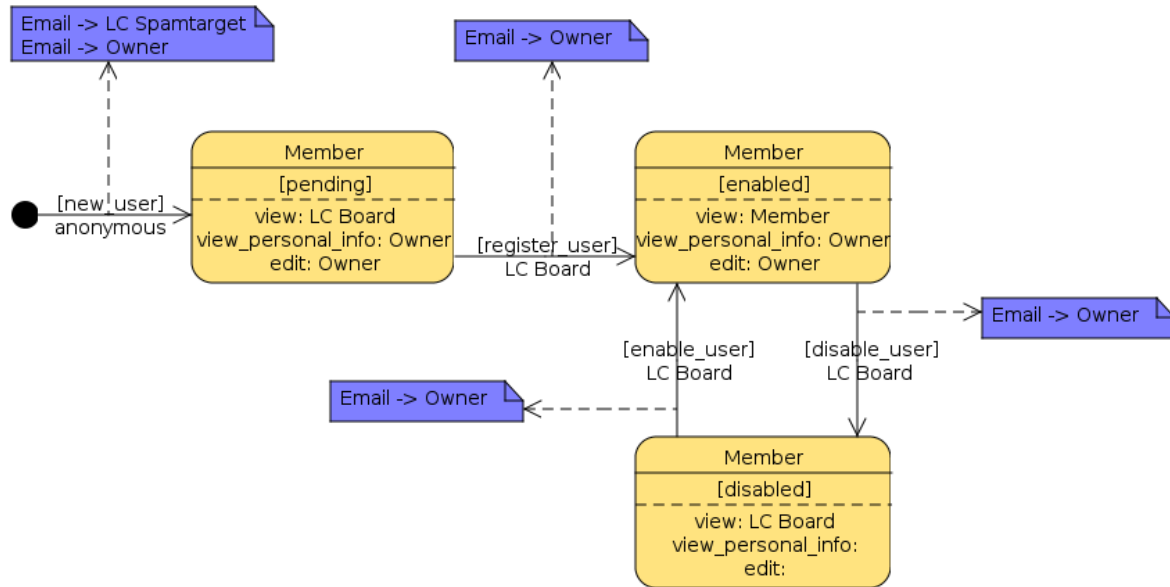 Email -> LC Spamtarget
Email -> Owner
Email -> Owner
Member
[pending]
view: LC Board
view_personal_info: Owner
edit: Owner
Member
[enabled]
view: Member
view_personal_info: Owner
edit: Owner
[new_user]
anonymous
[register_user]
LC Board
Email -> Owner
[enable_user]
LC Board
[disable_user]
LC Board
Email -> Owner
Member
[disabled]
view: LC Board
view_personal_info:
edit: